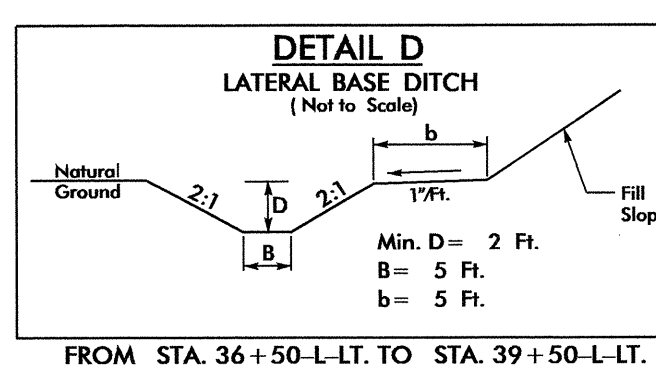 DETAIL D
LATERAL BASE DITCH
( Not to Scale)
b
Natural
Ground
2:1
D
2:1
1"/Ft.
B
Fill
Slop
Min. D= 2 Ft.
B= 5 Ft.
b= 5 Ft.
FROM STA. 36+50-L-LT. TO STA. 39+50-L-LT.